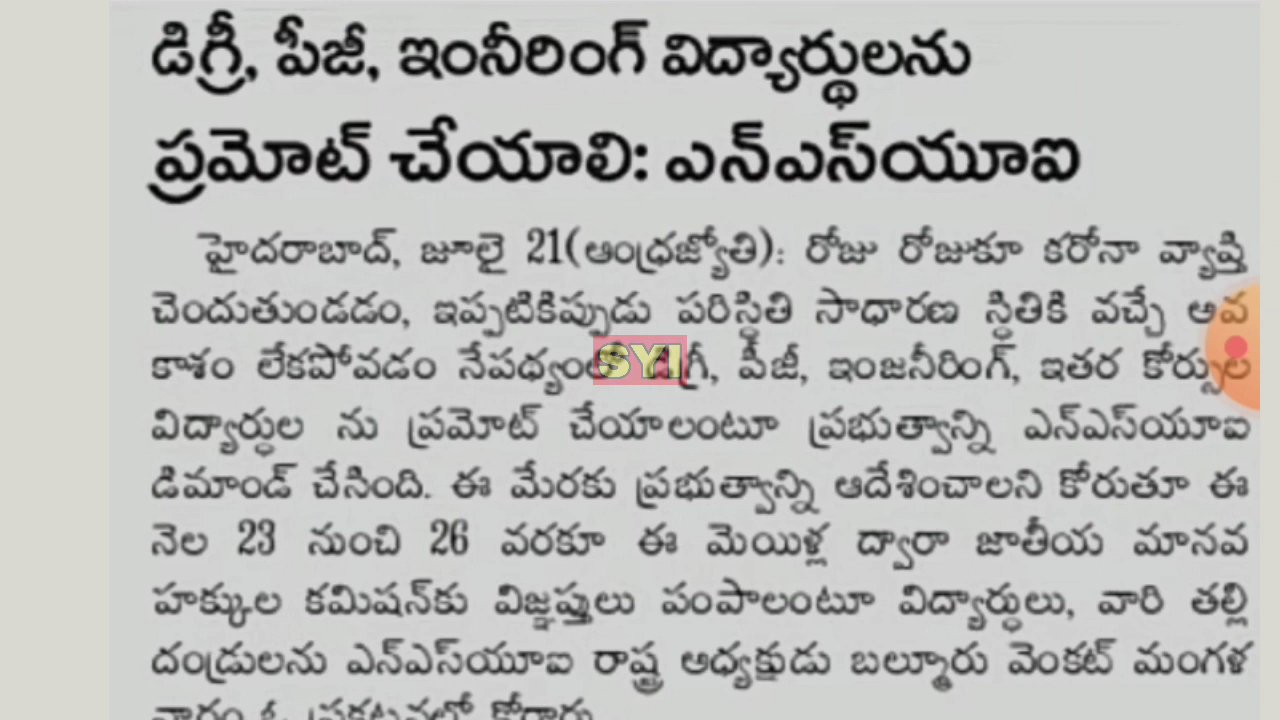 డిగ్రీ, పీజీ, ఇంనీరింగ్ విద్యార్థులను
ప్రమోట్ చేయాలి: ఎన్ఎస్‌యూఐ
హైదరాబాద్, జూలై 21(ఆంధ్రజ్యోతి): రోజు రోజుకూ కరోనా వ్యాప్తి
చెందుతుండడం, ఇప్పటికిప్పుడు పరిస్థితి సాధారణ స్థితికి వచ్చే అవ
కాశం లేకపోవడం నేపథ్యంలో డిగ్రీ, పీజీ, ఇంజనీరింగ్, ఇతర కోర్సుల
SYI
విద్యార్థుల ను ప్రమోట్ చేయాలంటూ ప్రభుత్వాన్ని ఎన్ఎస్‌యూఐ
డిమాండ్ చేసింది. ఈ మేరకు ప్రభుత్వాన్ని ఆదేశించాలని కోరుతూ ఈ
నెల 23 నుంచి 26 వరకూ ఈ మెయిళ్ల ద్వారా జాతీయ మానవ
హక్కుల కమిషన్‌కు విజ్ఞప్తులు పంపాలంటూ విద్యార్థులు, వారి తల్లి
దండ్రులను ఎన్ఎస్‌యూఐ రాష్ట్ర అధ్యక్షుడు బల్మూరు వెంకట్ మంగళ
వారం ఓ ప్రకటనలో కోరారు.